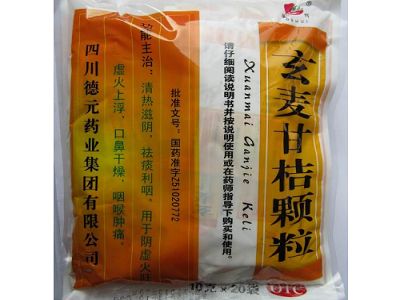 玄麦甘桔颗粒
Xuanmai Ganjie Keli
请仔细阅读说明书并按说明使用或在药师指导下购买和使用。
批准文号：国药准字Z51020772
功能主治：清热滋阴，祛痰利咽。用于阴虚火旺
虚火上浮，口鼻干燥，咽喉肿痛。
四川德元药业集团有限公司
10克×20袋
OTC